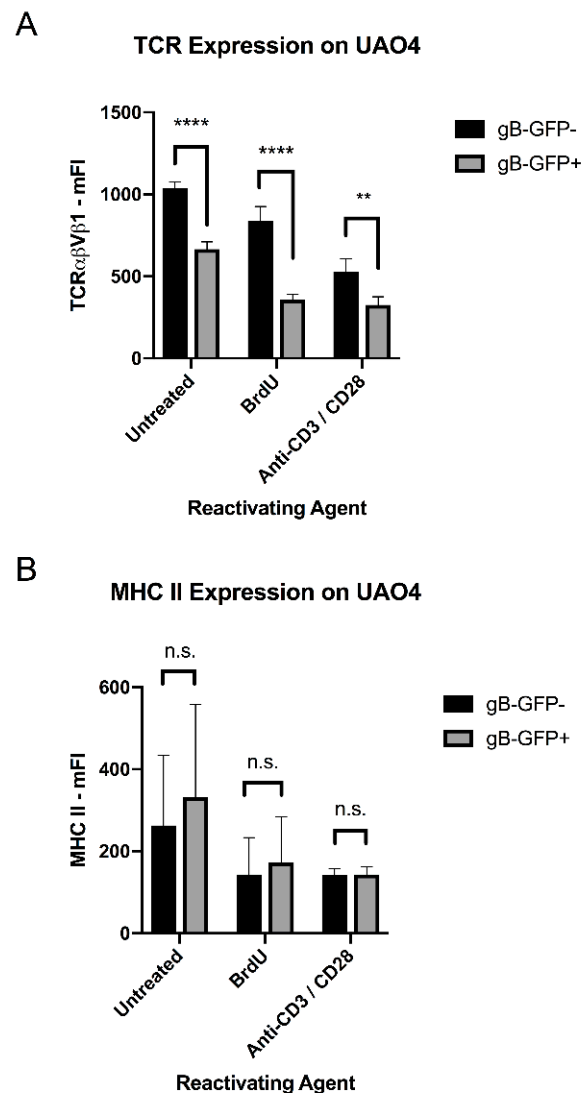 A
TCR Expression on UAO4
1500
1000
500
0
TCRαβVβ1 - mFI
****
****
**
gB-GFP-
gB-GFP+
Untreated
BrdU
Anti-CD3 / CD28
Reactivating Agent
B
MHC II Expression on UAO4
600
400
200
0
MHC II - mFI
n.s.
n.s.
n.s.
gB-GFP-
gB-GFP+
Untreated
BrdU
Anti-CD3 / CD28
Reactivating Agent